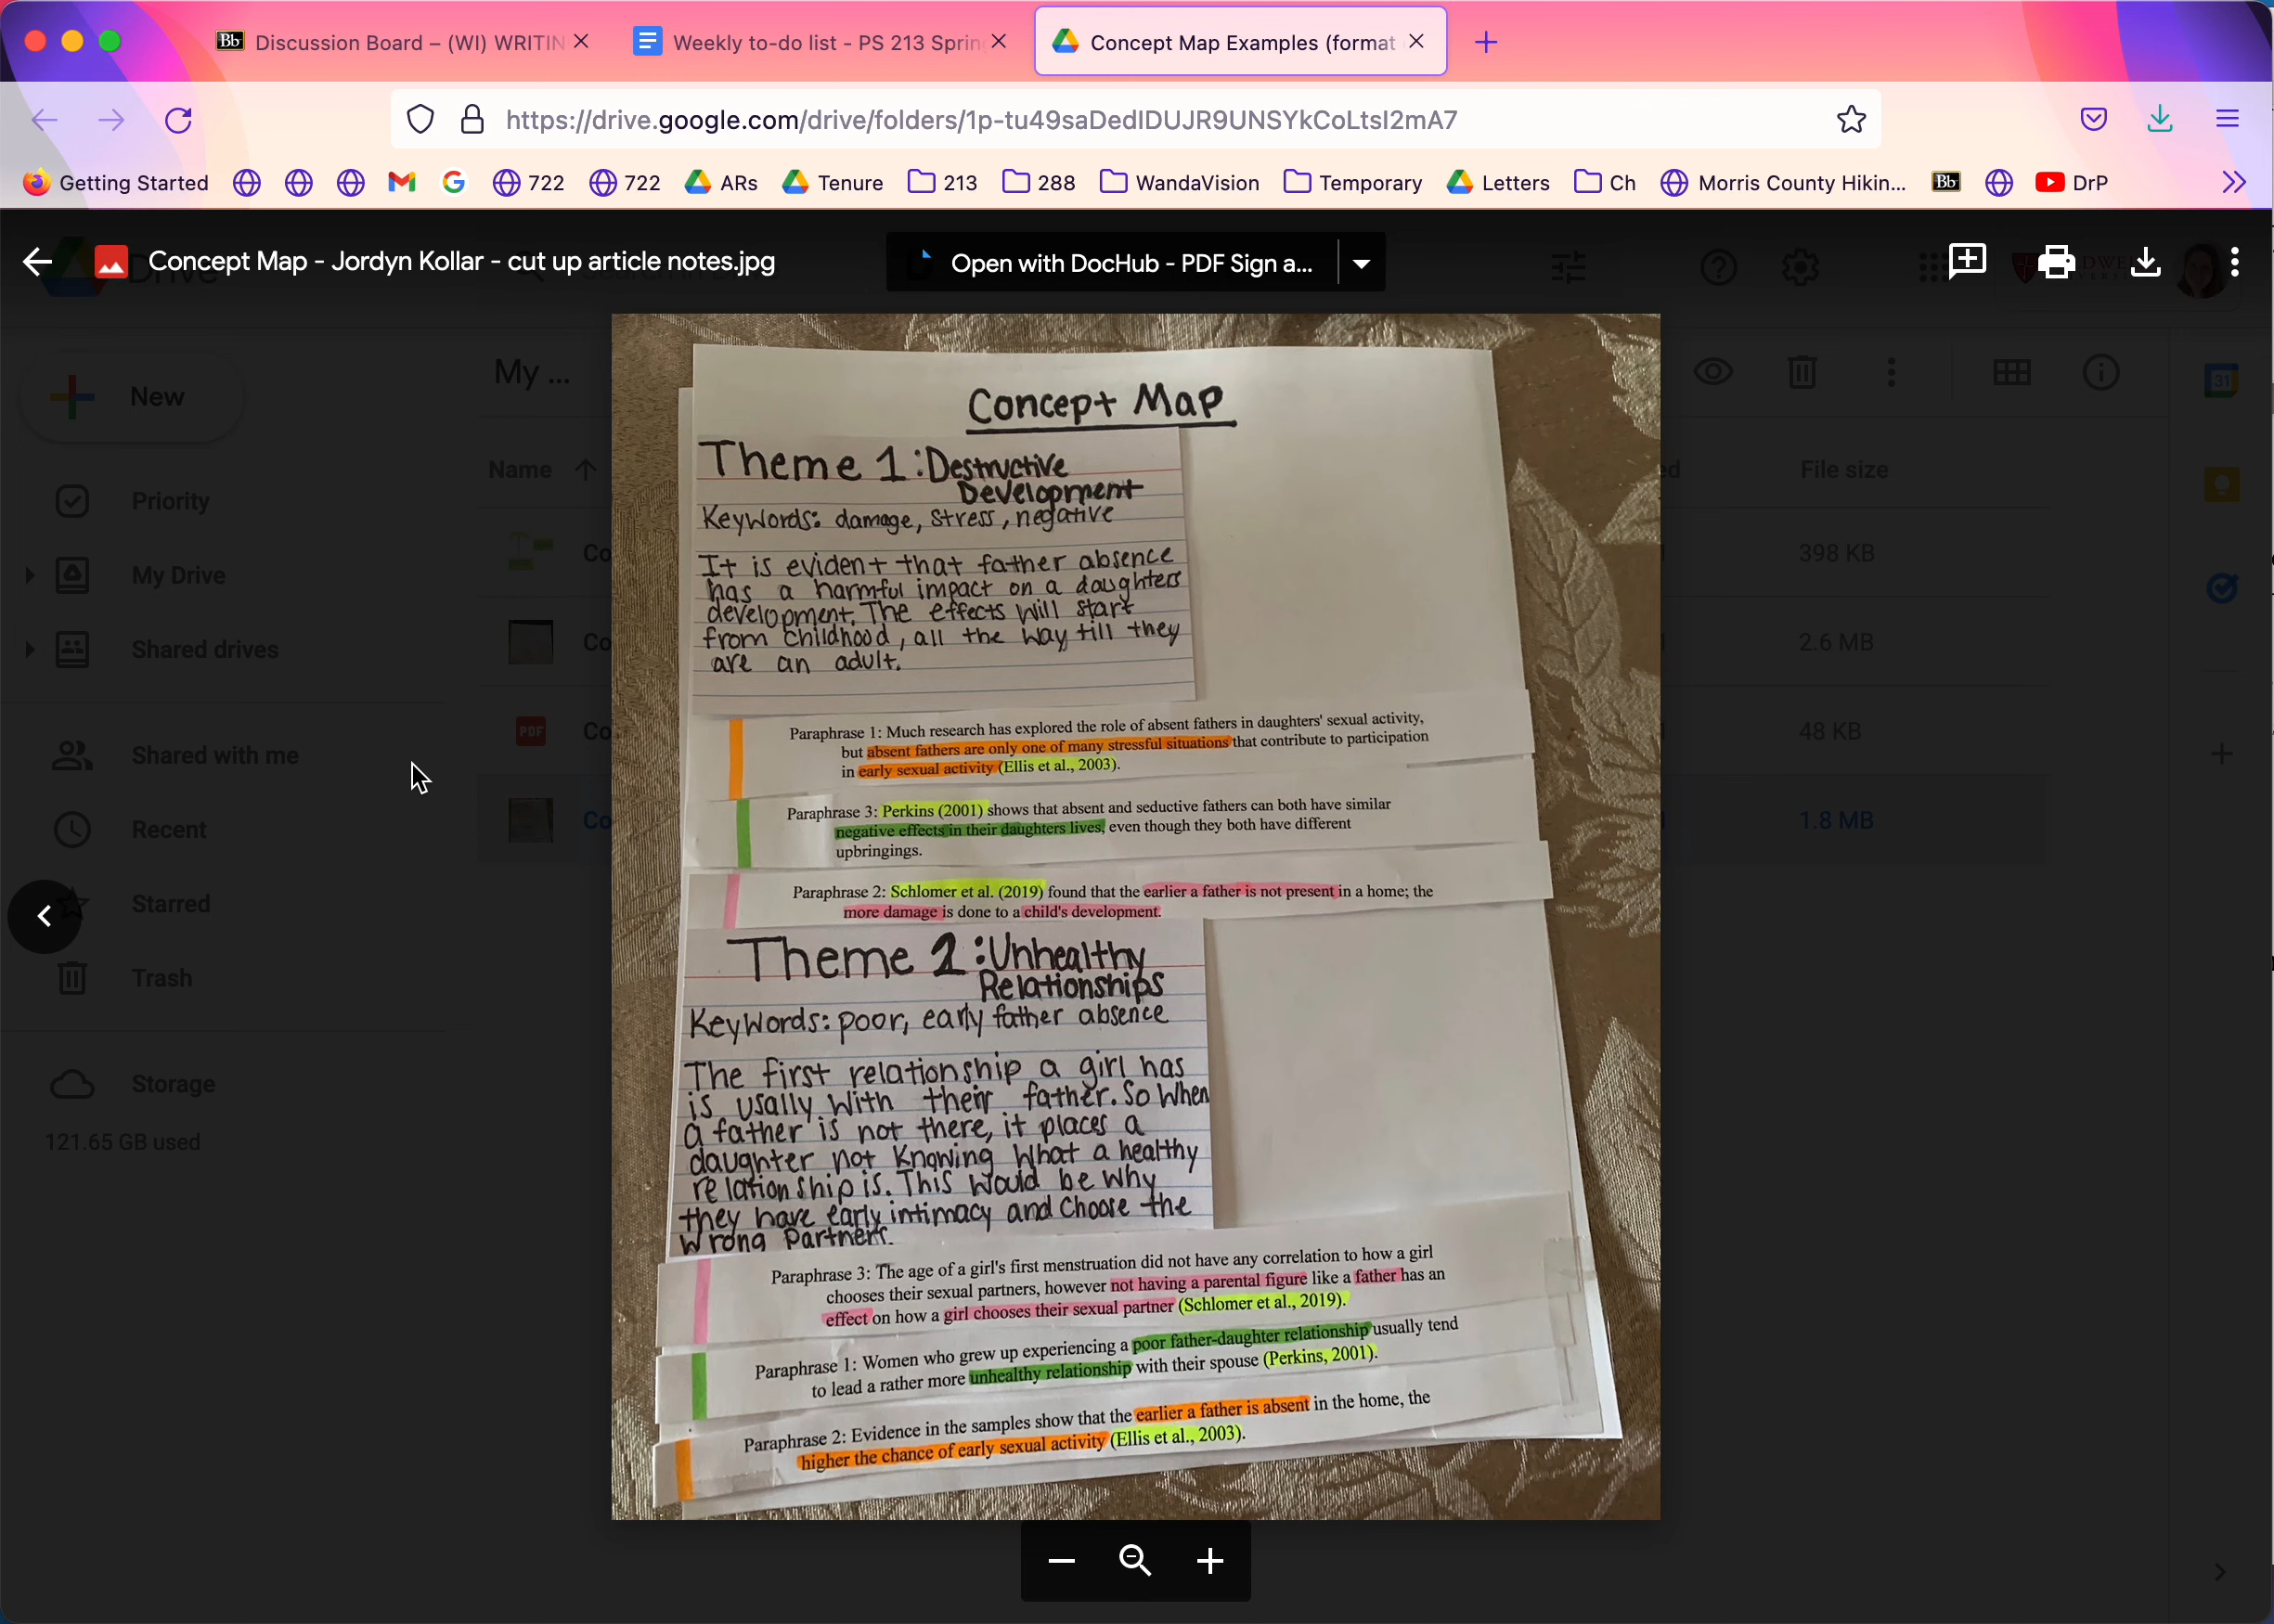 Discussion Board – (WI) WRITIN
Weekly to-do list - PS 213 Sprin
Concept Map Examples (format
https://drive.google.com/drive/folders/1p-tu49saDedIDUJR9UNSYkCoLtsI2mA7
Getting Started 722 722 ARs Tenure 213 288 WandaVision Temporary Letters Ch Morris County Hikin... Bb DrP
Concept Map - Jordyn Kollar - cut up article notes.jpg
Open with DocHub - PDF Sign a...
Drive
New
My ...
Name
File size
Priority
My Drive
Shared drives
Shared with me
Recent
Starred
Trash
Storage
121.65 GB used
Co
398 KB
Co
2.6 MB
PDF
Co
48 KB
Co
1.8 MB
31
Concept Map
Theme 1: Destructive
Development
Keywords: damage, stress, negative
It is evident that father absence
has a harmful impact on a daughters
development. The effects will start
from childhood, all the way till they
are an adult.
Paraphrase 1: Much research has explored the role of absent fathers in daughters' sexual activity,
but absent fathers are only one of many stressful situations that contribute to participation
in early sexual activity (Ellis et al., 2003).
Paraphrase 3: Perkins (2001) shows that absent and seductive fathers can both have similar
negative effects in their daughters lives, even though they both have different
upbringings.
Paraphrase 2: Schlomer et al. (2019) found that the earlier a father is not present in a home; the
more damage is done to a child's development.
Theme 2: Unhealthy
Relationships
Keywords: poor, early father absence
The first relationship a girl has
is usally with their father. So when
a father is not there, it places a
daughter not knowing what a healthy
relationship is. This would be why
they have early intimacy and choose the
wrong partners.
Paraphrase 3: The age of a girl's first menstruation did not have any correlation to how a girl
chooses their sexual partners, however not having a parental figure like a father has an
effect on how a girl chooses their sexual partner (Schlomer et al., 2019).
Paraphrase 1: Women who grew up experiencing a poor father-daughter relationship usually tend
to lead a rather more unhealthy relationship with their spouse (Perkins, 2001).
Paraphrase 2: Evidence in the samples show that the earlier a father is absent in the home, the
higher the chance of early sexual activity (Ellis et al., 2003).